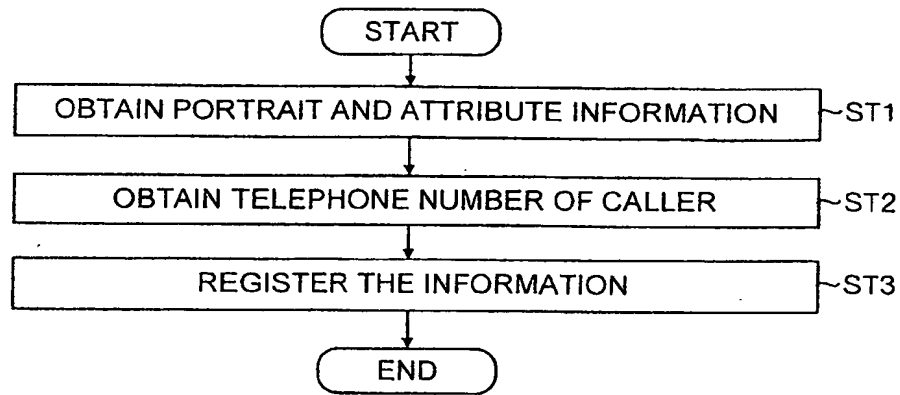 START
OBTAIN PORTRAIT AND ATTRIBUTE INFORMATION ~ST1
OBTAIN TELEPHONE NUMBER OF CALLER ~ST2
REGISTER THE INFORMATION ~ST3
END